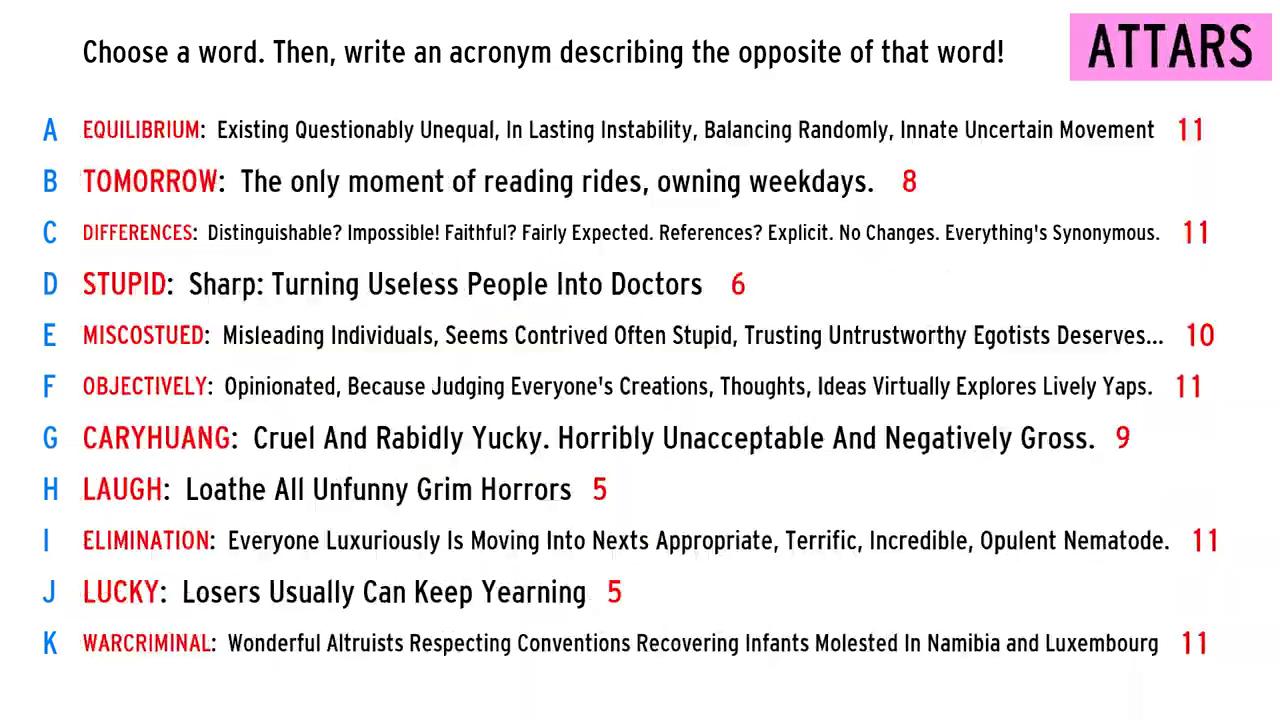 Choose a word. Then, write an acronym describing the opposite of that word!
ATTARS
A EQUILIBRIUM: Existing Questionably Unequal, In Lasting Instability, Balancing Randomly, Innate Uncertain Movement 11
B TOMORROW: The only moment of reading rides, owning weekdays. 8
C DIFFERENCES: Distinguishable? Impossible! Faithful? Fairly Expected. References? Explicit. No Changes. Everything's Synonymous. 11
D STUPID: Sharp: Turning Useless People Into Doctors 6
E MISCOSTUED: Misleading Individuals, Seems Contrived Often Stupid, Trusting Untrustworthy Egotists Deserves... 10
F OBJECTIVELY: Opinionated, Because Judging Everyone's Creations, Thoughts, Ideas Virtually Explores Lively Yaps. 11
G CARYHUANG: Cruel And Rabidly Yucky. Horribly Unacceptable And Negatively Gross. 9
H LAUGH: Loathe All Unfunny Grim Horrors 5
I ELIMINATION: Everyone Luxuriously Is Moving Into Nexts Appropriate, Terrific, Incredible, Opulent Nematode. 11
J LUCKY: Losers Usually Can Keep Yearning 5
K WARCRIMINAL: Wonderful Altruists Respecting Conventions Recovering Infants Molested In Namibia and Luxembourg 11